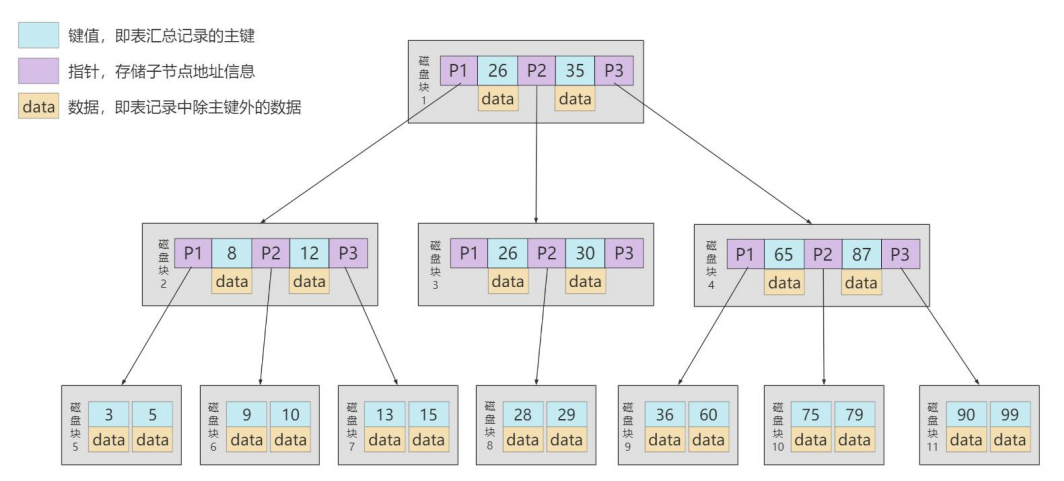 键值，即表汇总记录的主键
指针，存储子节点地址信息
data 数据，即表记录中除主键外的数据
磁盘块1
P1 26 P2 35 P3
data data
磁盘块2
P1 8 P2 12 P3
data data
磁盘块3
P1 26 P2 30 P3
data data
磁盘块4
P1 65 P2 87 P3
data data
磁盘块5
3 5
data data
磁盘块6
9 10
data data
磁盘块7
13 15
data data
磁盘块8
28 29
data data
磁盘块9
36 60
data data
磁盘块10
75 79
data data
磁盘块11
90 99
data data